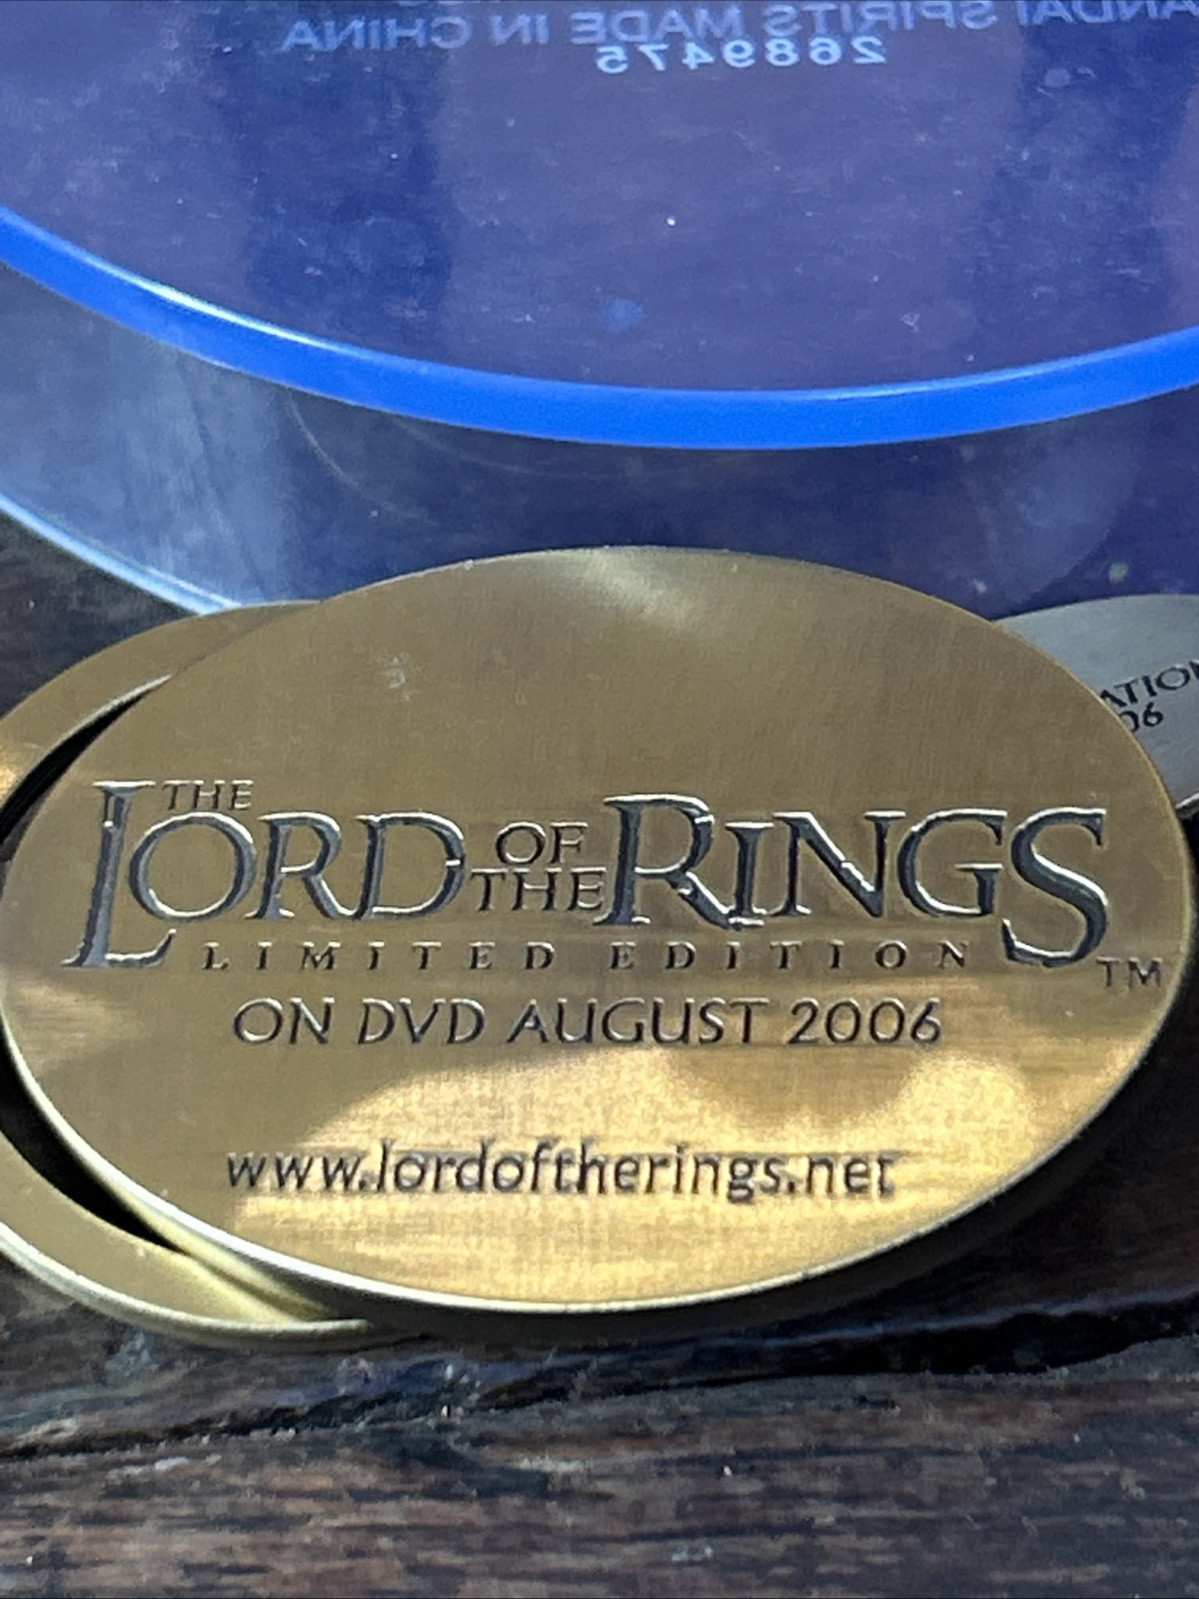 BANDAI SPIRITS MADE IN CHINA
2689475
THE LORD OF THE RINGS TM
LIMITED EDITION
ON DVD AUGUST 2006
www.lordoftherings.net